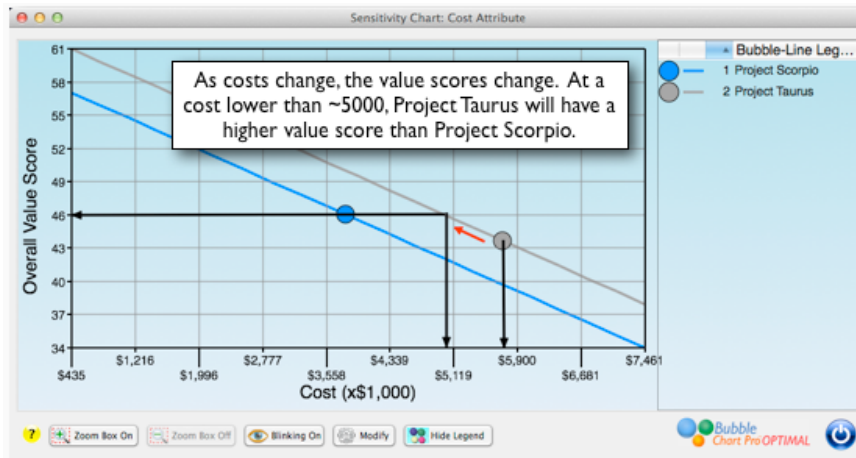 Sensitivity Chart: Cost Attribute
61
58
55
52
49
46
43
40
37
34
Overall Value Score
As costs change, the value scores change. At a
cost lower than ~5000, Project Taurus will have a
higher value score than Project Scorpio.
Bubble-Line Leg...
1 Project Scorpio
2 Project Taurus
$1,216 $2,777 $4,339 $5,900 $7,461
$435 $1,996 $3,558 $5,119 $6,681
Cost (x$1,000)
? Zoom Box On Zoom Box Off Blinking On Modify Hide Legend
Bubble
Chart Pro OPTIMAL